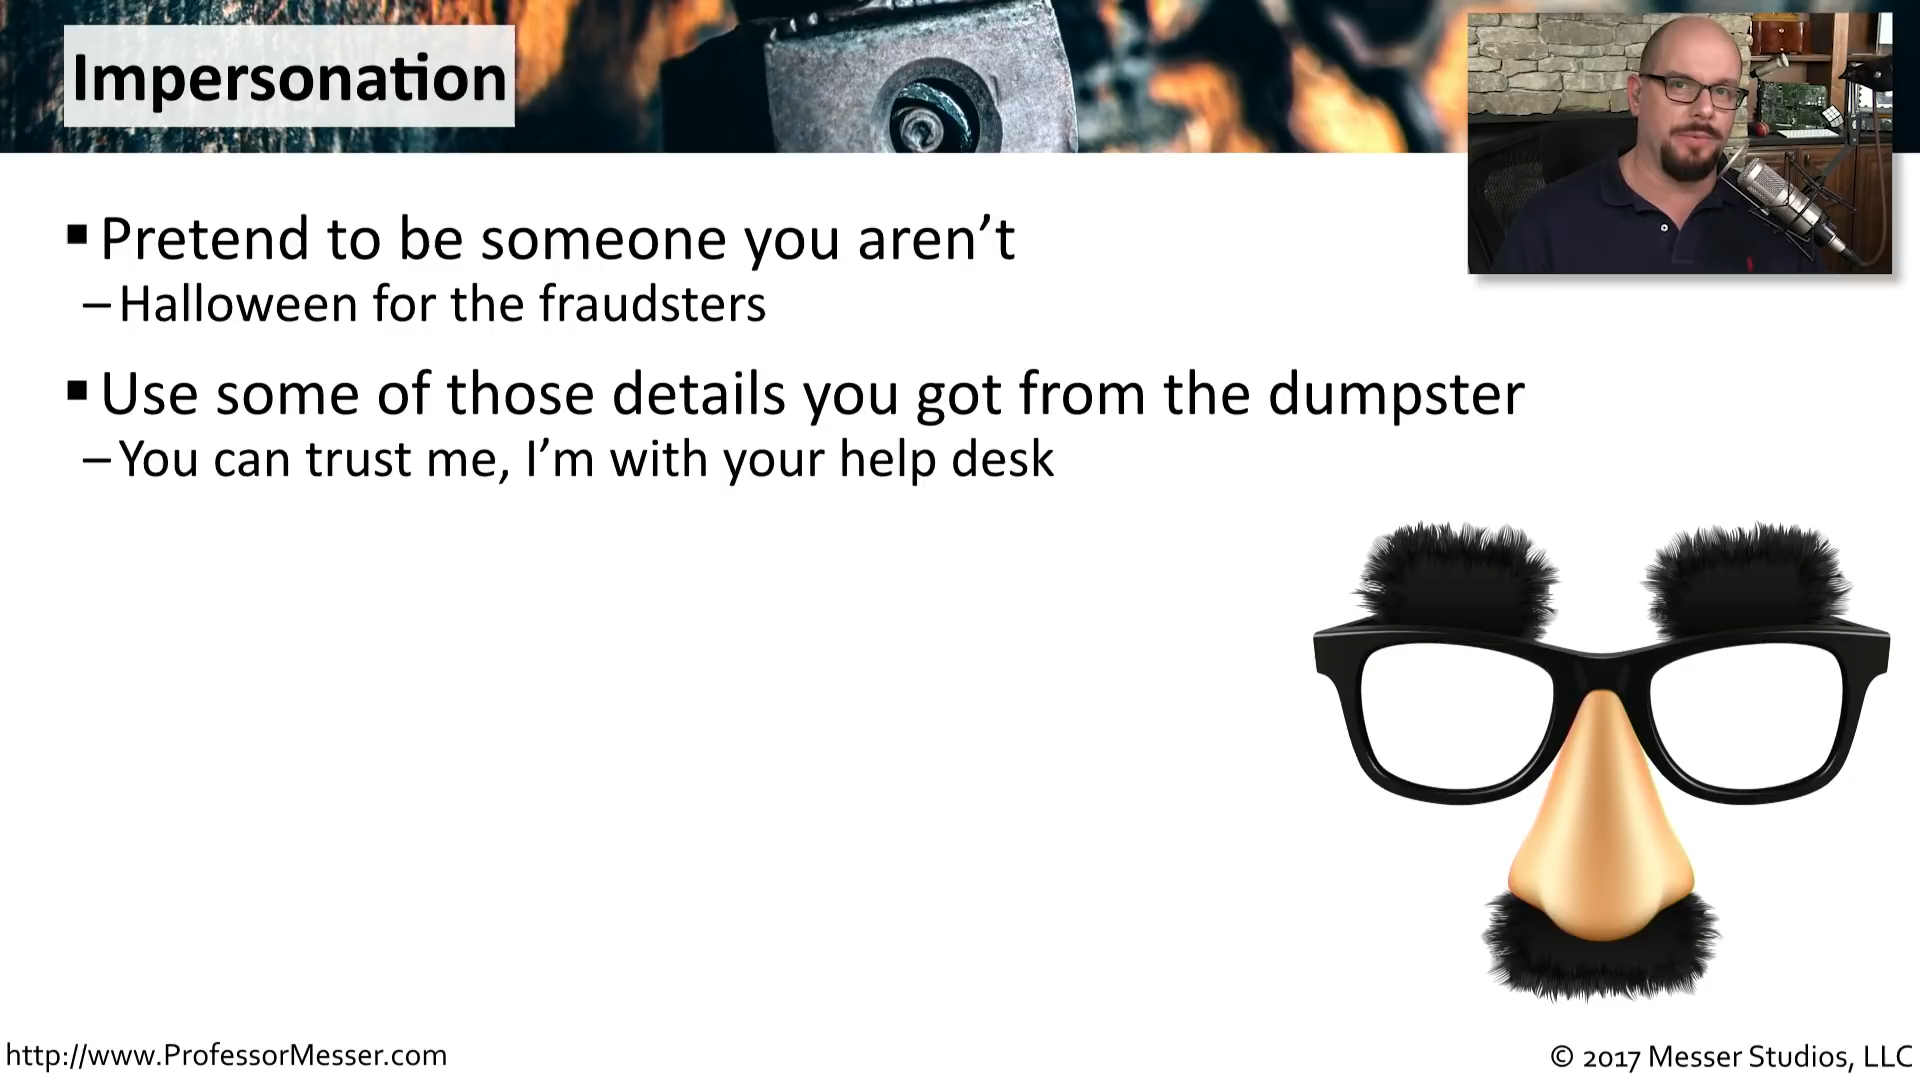 Impersonation
▪ Pretend to be someone you aren’t
– Halloween for the fraudsters
▪ Use some of those details you got from the dumpster
– You can trust me, I’m with your help desk
http://www.ProfessorMesser.com
© 2017 Messer Studios, LLC